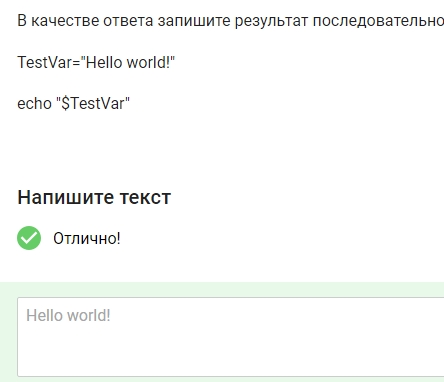 В качестве ответа запишите результат последовательно
TestVar="Hello world!"
echo "$TestVar"
Напишите текст
Отлично!
Hello world!